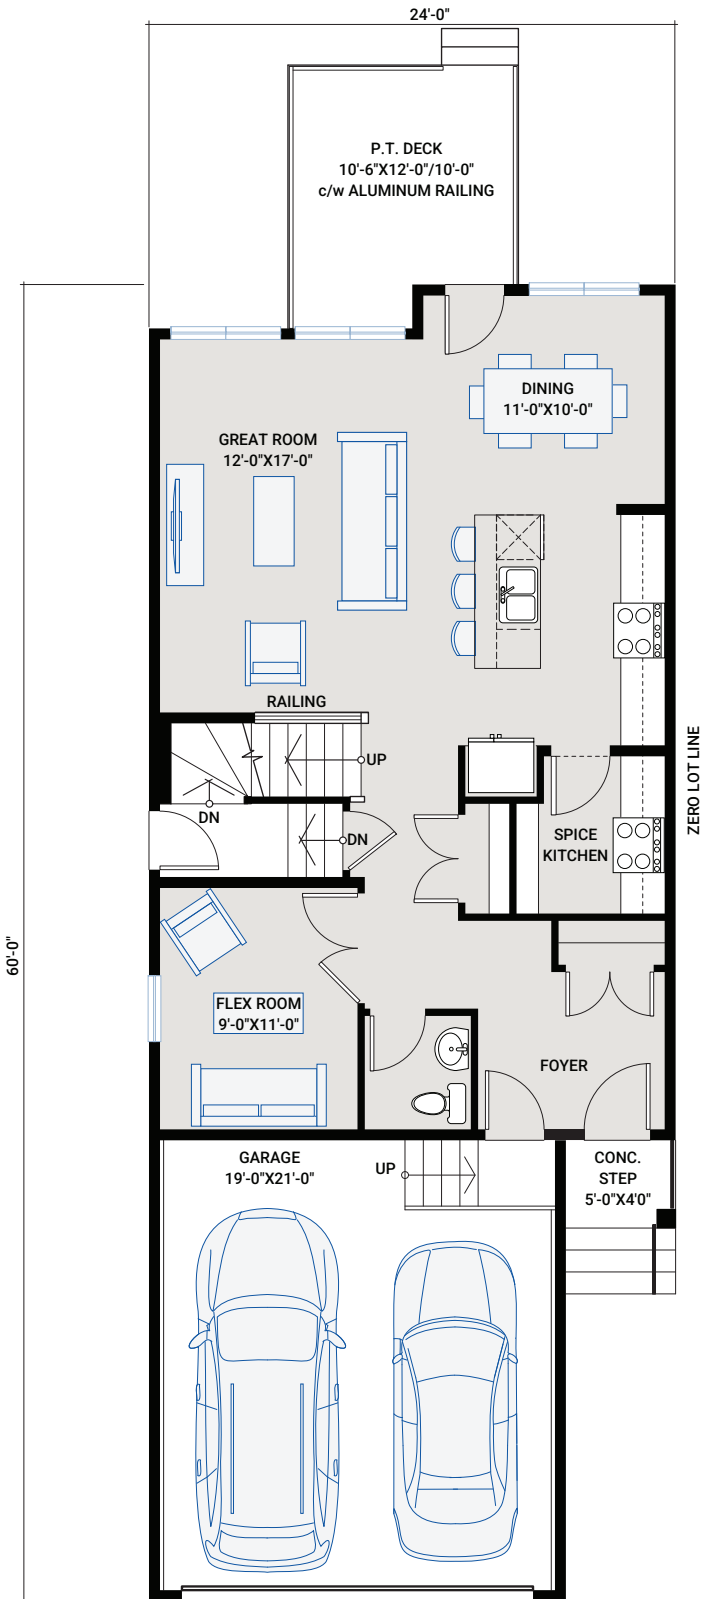 24'-0"
P.T. DECK
10'-6"X12'-0"/10'-0"
c/w ALUMINUM RAILING
DINING
11'-0"X10'-0"
GREAT ROOM
12'-0"X17'-0"
RAILING
UP
ZERO LOT LINE
DN
DN
SPICE
KITCHEN
60'-0"
FLEX ROOM
9'-0"X11'-0"
FOYER
GARAGE
19'-0"X21'-0"
UP
CONC.
STEP
5'-0"X4'0"